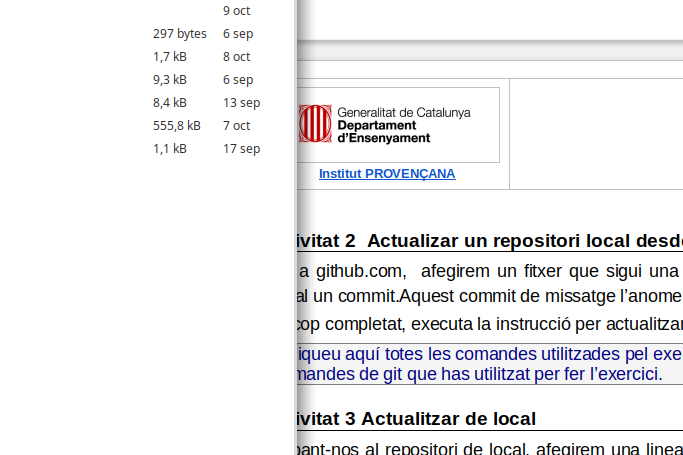 9 oct
297 bytes 6 sep
1,7 kB 8 oct
9,3 kB 6 sep
8,4 kB 13 sep
555,8 kB 7 oct
1,1 kB 17 sep
Generalitat de Catalunya
Departament
d'Ensenyament
Institut PROVENÇANA
ivitat 2 Actualizar un repositori local desd
a github.com, afegirem un fitxer que sigui una
al un commit.Aquest commit de missatge l'anome
cop completat, executa la instrucció per actualitzar
iqueu aquí totes les comandes utilitzades pel exe
mandes de git que has utilitzat per fer l'exercici.
ivitat 3 Actualitzar de local
pant-nos al repositori de local, afegirem una linea